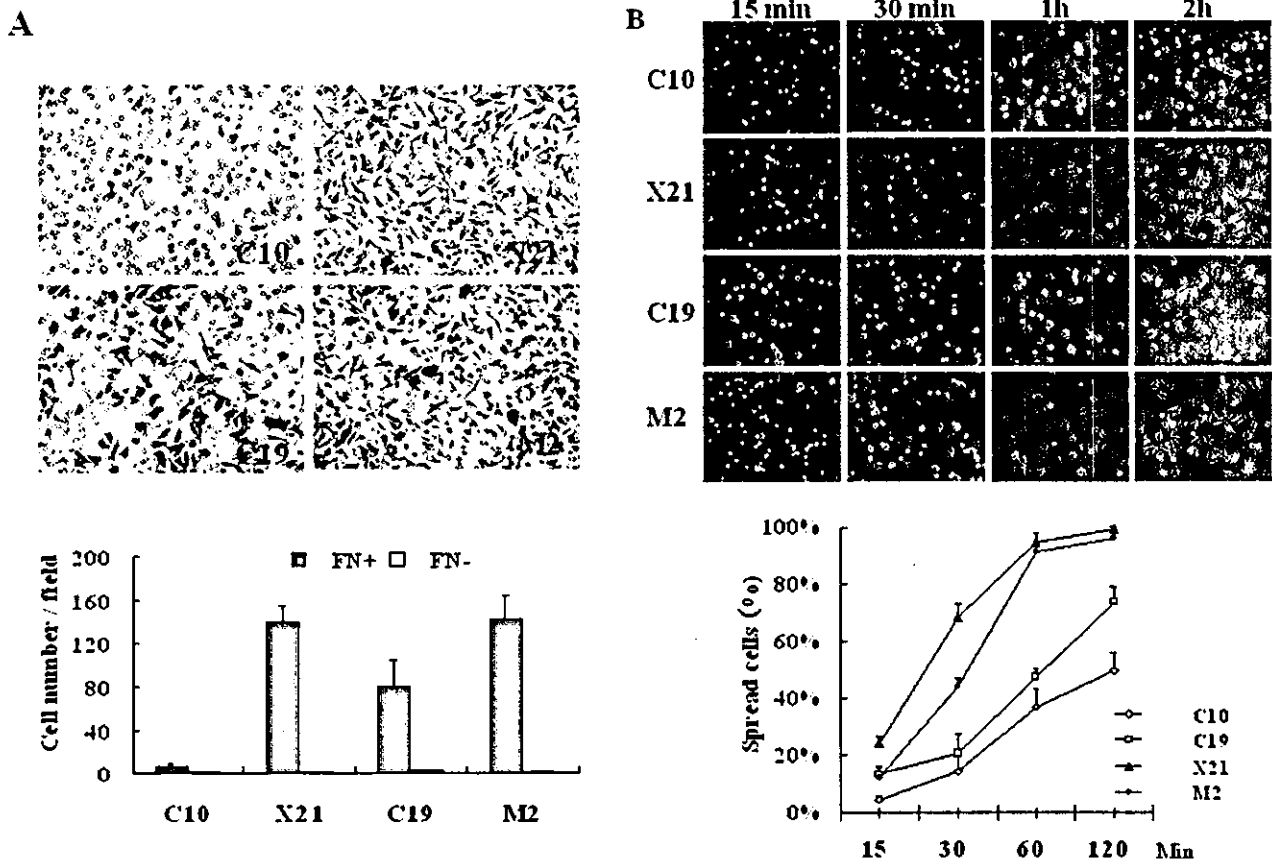 A
C10
C19
B
15 min 30 min 1h 2h
C10
X21
C19
M2
Cell number / field
200
160
120
80
40
0
FN+ FN-
C10 X21 C19 M2
Spread cells (%)
100%
80%
60%
40%
20%
0%
C10
C19
X21
M2
15 30 60 120 Min